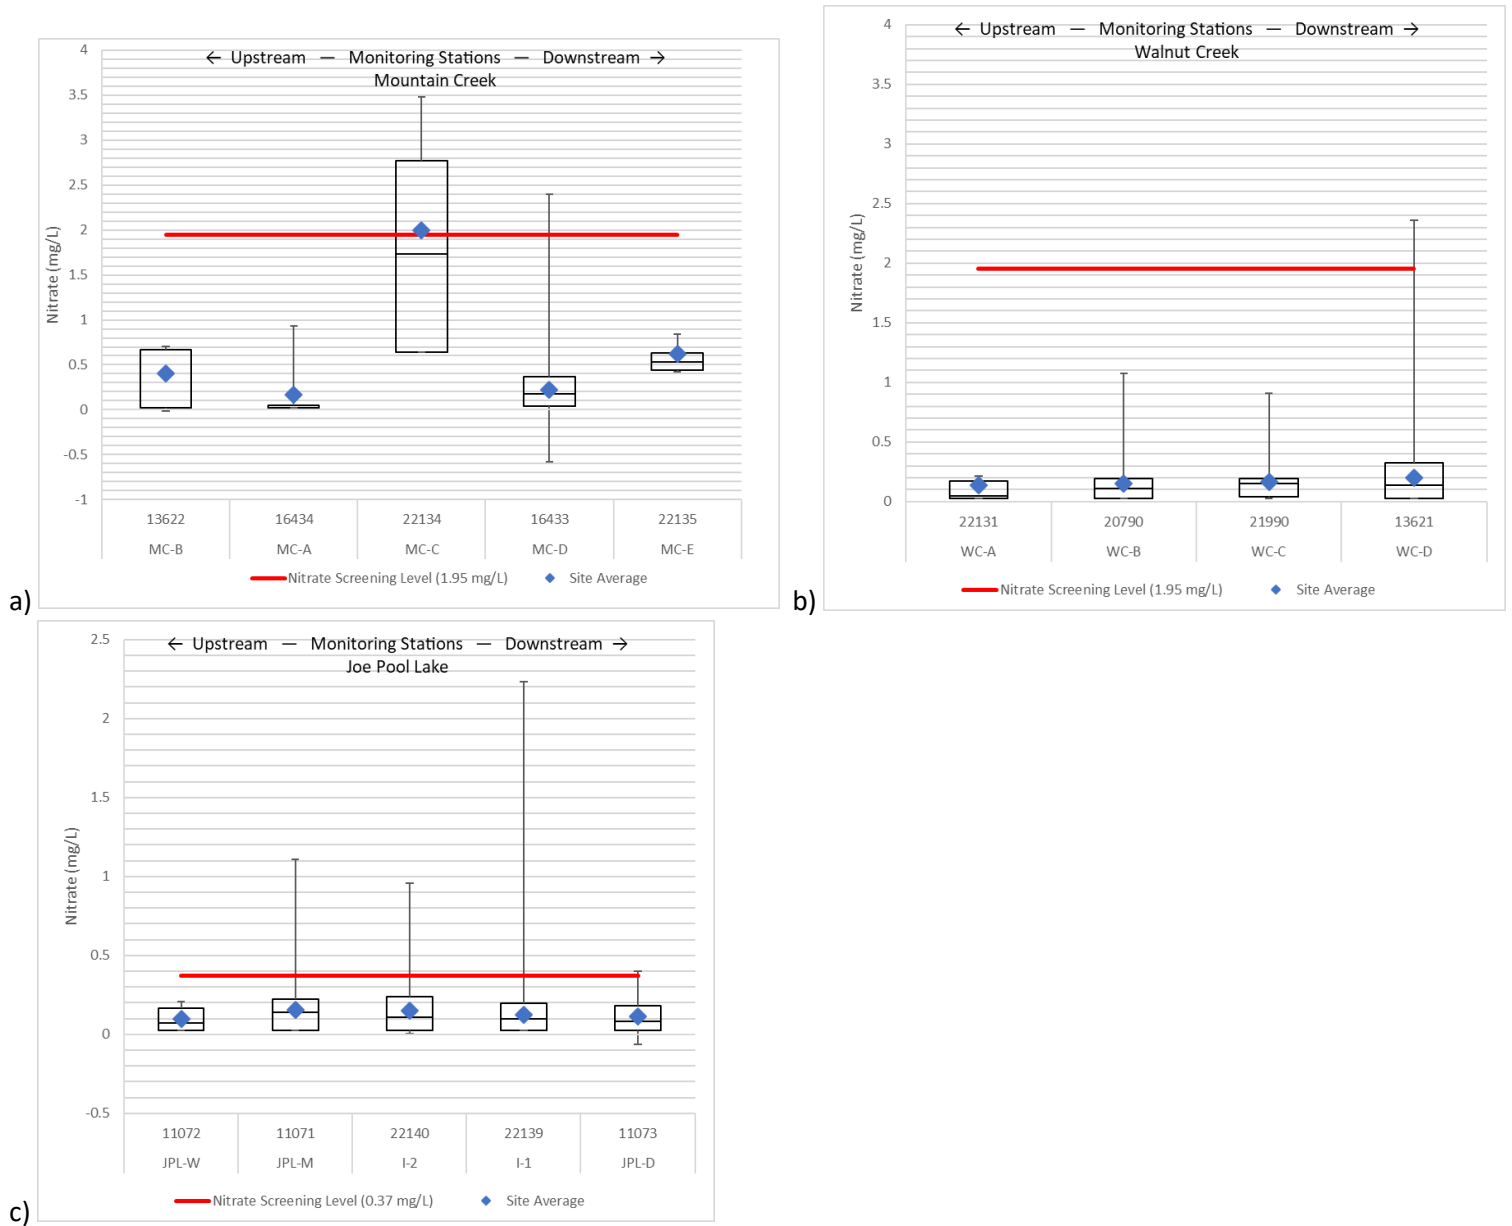 ← Upstream — Monitoring Stations — Downstream →
Mountain Creek
4
3.5
3
2.5
2
1.5
1
0.5
0
-0.5
-1
Nitrate (mg/L)
13622 16434 22134 16433 22135
MC-B MC-A MC-C MC-D MC-E
Nitrate Screening Level (1.95 mg/L) Site Average
a)
← Upstream — Monitoring Stations — Downstream →
Walnut Creek
4
3.5
3
2.5
2
1.5
1
0.5
0
Nitrate (mg/L)
22131 20790 21990 13621
WC-A WC-B WC-C WC-D
Nitrate Screening Level (1.95 mg/L) Site Average
b)
← Upstream — Monitoring Stations — Downstream →
Joe Pool Lake
2.5
2
1.5
1
0.5
0
-0.5
Nitrate (mg/L)
11072 11071 22140 22139 11073
JPL-W JPL-M I-2 I-1 JPL-D
Nitrate Screening Level (0.37 mg/L) Site Average
c)